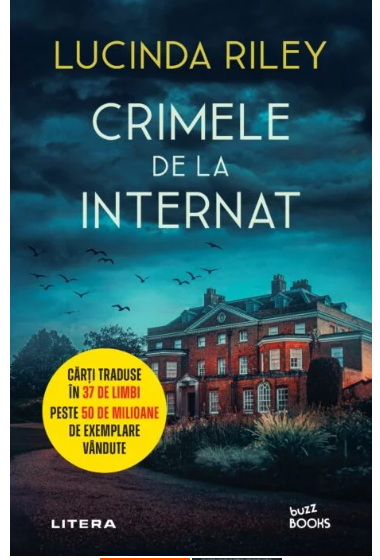 LUCINDA RILEY
CRIMELE
DE LA
INTERNAT
CĂRȚI TRADUSE
ÎN 37 DE LIMBI
PESTE 50 DE MILIOANE
DE EXEMPLARE
VÂNDUTE
LITERA
buzz
BOOKS